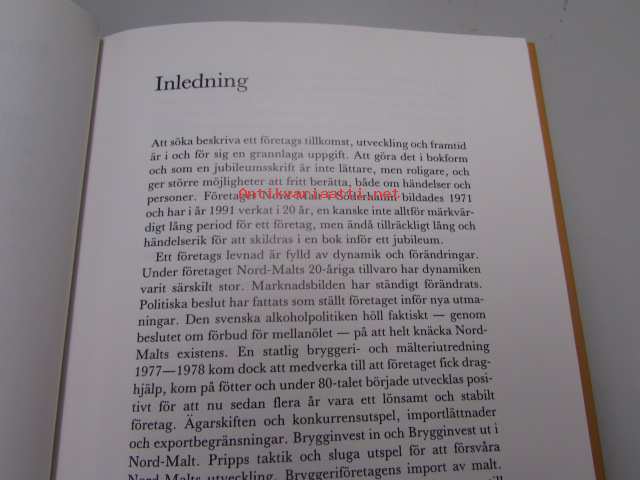 Inledning
Att söka beskriva ett företags tillkomst, utveckling och framtid
är i och för sig en grannlaga uppgift. Att göra det i bokform
och som en jubileumsskrift är inte lättare, men roligare, och
ger större möjligheter att fritt berätta, både om händelser och
personer. Företaget Nord-Malt i Söderhamn bildades 1971
Antikvariaatti.net
och har i år 1991 verkat i 20 år, en kanske inte alltför märkvär-
digt lång period för ett företag, men ändå tillräckligt lång och
händelserik för att skildras i en bok inför ett jubileum.
Ett företags levnad är fylld av dynamik och förändringar.
Under företaget Nord-Malts 20-åriga tillvaro har dynamiken
varit särskilt stor. Marknadsbilden har ständigt förändrats.
Politiska beslut har fattats som ställt företaget inför nya utma-
ningar. Den svenska alkoholpolitiken höll faktiskt — genom
beslutet om förbud för mellanölet — på att helt knäcka Nord-
Malts existens. En statlig bryggeri- och mälteriutredning
1977—1978 kom dock att medverka till att företaget fick drag-
hjälp, kom på fötter och under 80-talet började utvecklas posi-
tivt för att nu sedan flera år vara ett lönsamt och stabilt
företag. Ägarskiften och konkurrensutspel, importlättnader
och exportbegränsningar. Brygginvest in och Brygginvest ut i
Nord-Malt. Pripps taktik och sluga utspel för att försvåra
Nord-Malts utveckling. Bryggeriföretagens import av malt.
till